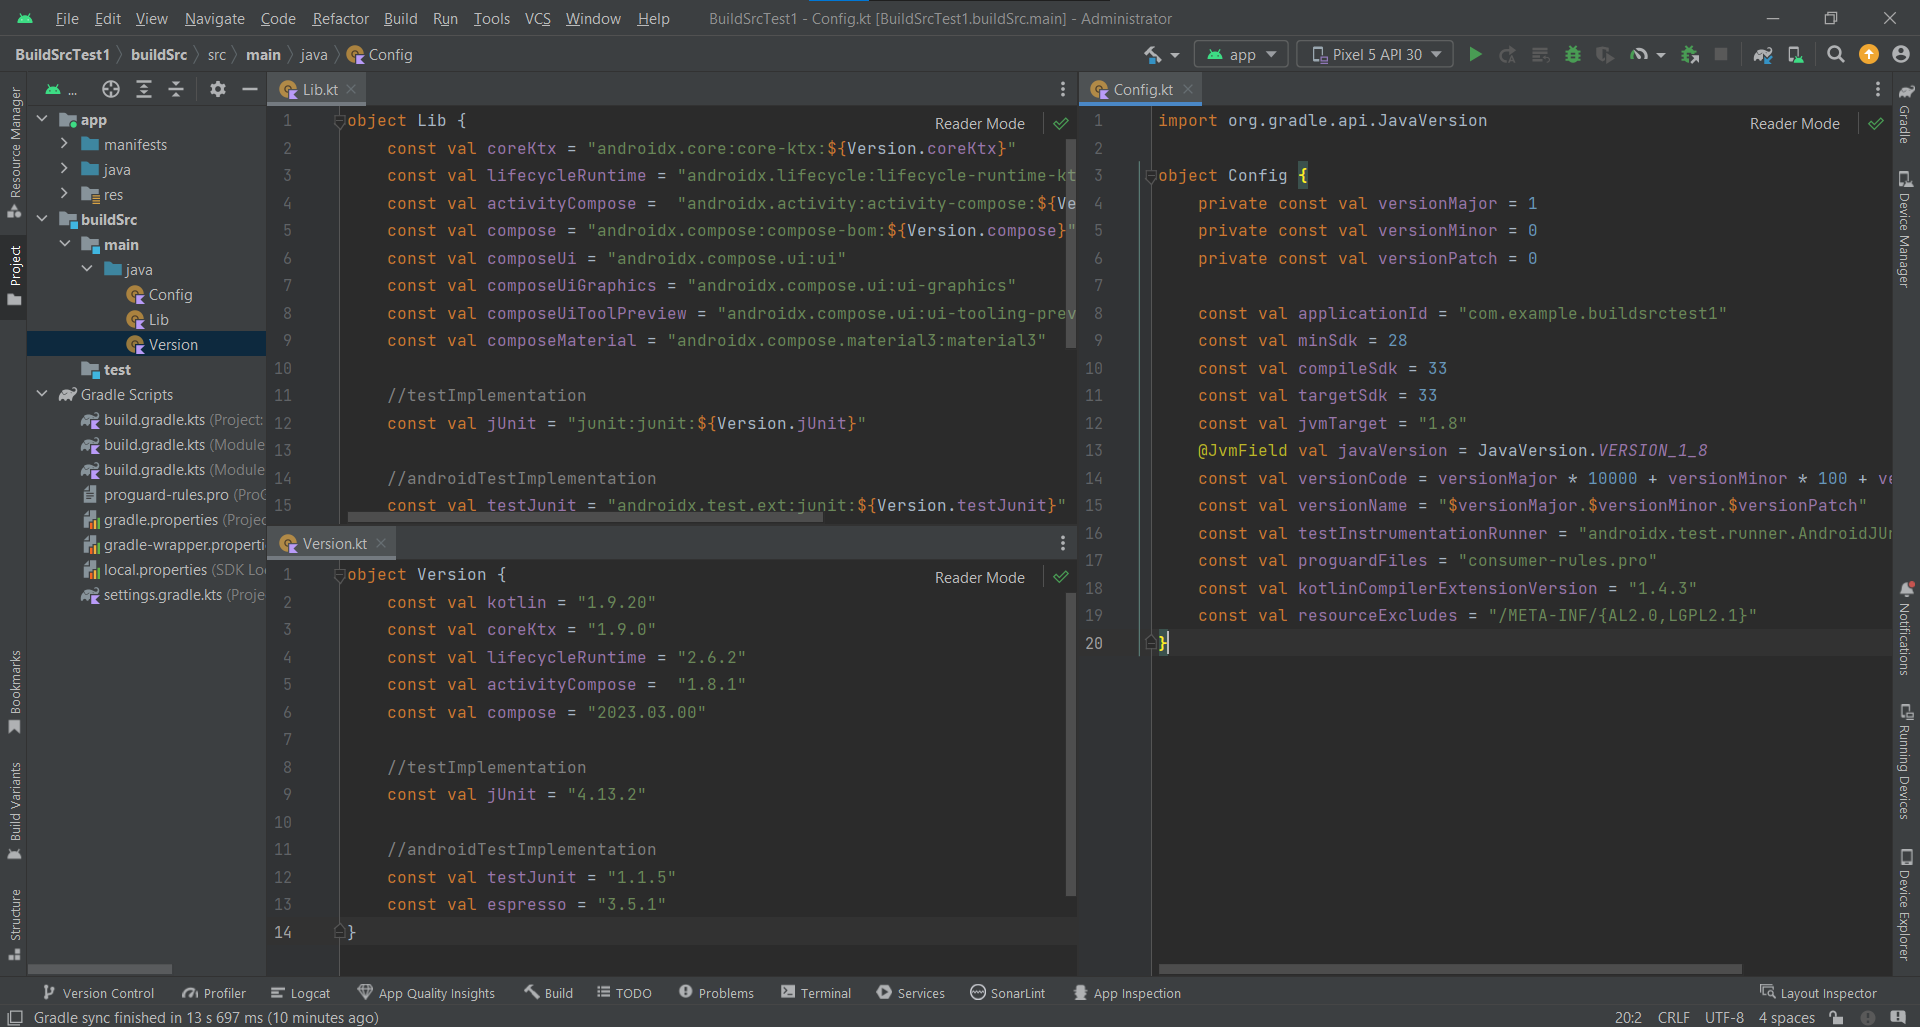 File Edit View Navigate Code Refactor Build Run Tools VCS Window Help BuildSrcTest1 - Config.kt [BuildSrcTest1.buildSrc.main] - Administrator
BuildSrcTest1 buildSrc src main java Config app Pixel 5 API 30
Resource Manager
Project
Bookmarks
Build Variants
Structure
...
app
manifests
java
res
buildSrc
main
java
Config
Lib
Version
test
Gradle Scripts
build.gradle.kts (Project:
build.gradle.kts (Module
build.gradle.kts (Module
proguard-rules.pro (ProG
gradle.properties (Projec
gradle-wrapper.properti
local.properties (SDK Lo
settings.gradle.kts (Proje
Lib.kt
Reader Mode
1 object Lib {
2 const val coreKtx = "androidx.core:core-ktx:${Version.coreKtx}"
3 const val lifecycleRuntime = "androidx.lifecycle:lifecycle-runtime-kt
4 const val activityCompose =  "androidx.activity:activity-compose:${Ve
5 const val compose = "androidx.compose:compose-bom:${Version.compose}"
6 const val composeUi = "androidx.compose.ui:ui"
7 const val composeUiGraphics = "androidx.compose.ui:ui-graphics"
8 const val composeUiToolPreview = "androidx.compose.ui:ui-tooling-prev
9 const val composeMaterial = "androidx.compose.material3:material3"
10
11 //testImplementation
12 const val jUnit = "junit:junit:${Version.jUnit}"
13
14 //androidTestImplementation
15 const val testJunit = "androidx.test.ext:junit:${Version.testJunit}"
Version.kt
Reader Mode
1 object Version {
2 const val kotlin = "1.9.20"
3 const val coreKtx = "1.9.0"
4 const val lifecycleRuntime = "2.6.2"
5 const val activityCompose =  "1.8.1"
6 const val compose = "2023.03.00"
7
8 //testImplementation
9 const val jUnit = "4.13.2"
10
11 //androidTestImplementation
12 const val testJunit = "1.1.5"
13 const val espresso = "3.5.1"
14 }
Config.kt
Reader Mode
1 import org.gradle.api.JavaVersion
2
3 object Config {
4 private const val versionMajor = 1
5 private const val versionMinor = 0
6 private const val versionPatch = 0
7
8 const val applicationId = "com.example.buildsrctest1"
9 const val minSdk = 28
10 const val compileSdk = 33
11 const val targetSdk = 33
12 const val jvmTarget = "1.8"
13 @JvmField val javaVersion = JavaVersion.VERSION_1_8
14 const val versionCode = versionMajor * 10000 + versionMinor * 100 + ve
15 const val versionName = "$versionMajor.$versionMinor.$versionPatch"
16 const val testInstrumentationRunner = "androidx.test.runner.AndroidJUn
17 const val proguardFiles = "consumer-rules.pro"
18 const val kotlinCompilerExtensionVersion = "1.4.3"
19 const val resourceExcludes = "/META-INF/{AL2.0,LGPL2.1}"
20 }
Gradle
Device Manager
Notifications
Running Devices
Device Explorer
Version Control Profiler Logcat App Quality Insights Build TODO Problems Terminal Services SonarLint App Inspection Layout Inspector
Gradle sync finished in 13 s 697 ms (10 minutes ago) 20:2 CRLF UTF-8 4 spaces